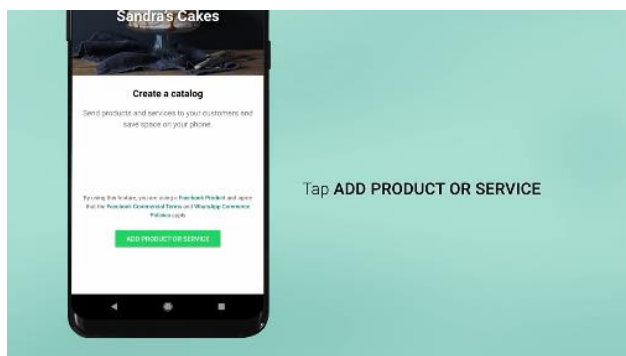 Sandra's Cakes
Create a catalog
Send products and services to your customers and
save space on your phone.
By using this feature, you are using a Facebook Product and agree
that the Facebook Commercial Terms and WhatsApp Commerce
Policies apply.
ADD PRODUCT OR SERVICE
Tap ADD PRODUCT OR SERVICE